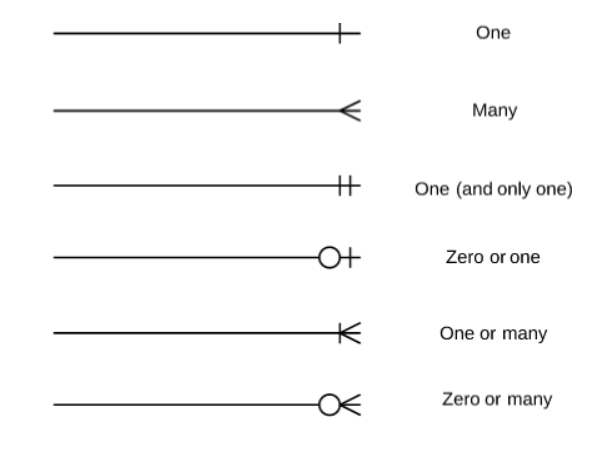 One
Many
One (and only one)
Zero or one
One or many
Zero or many